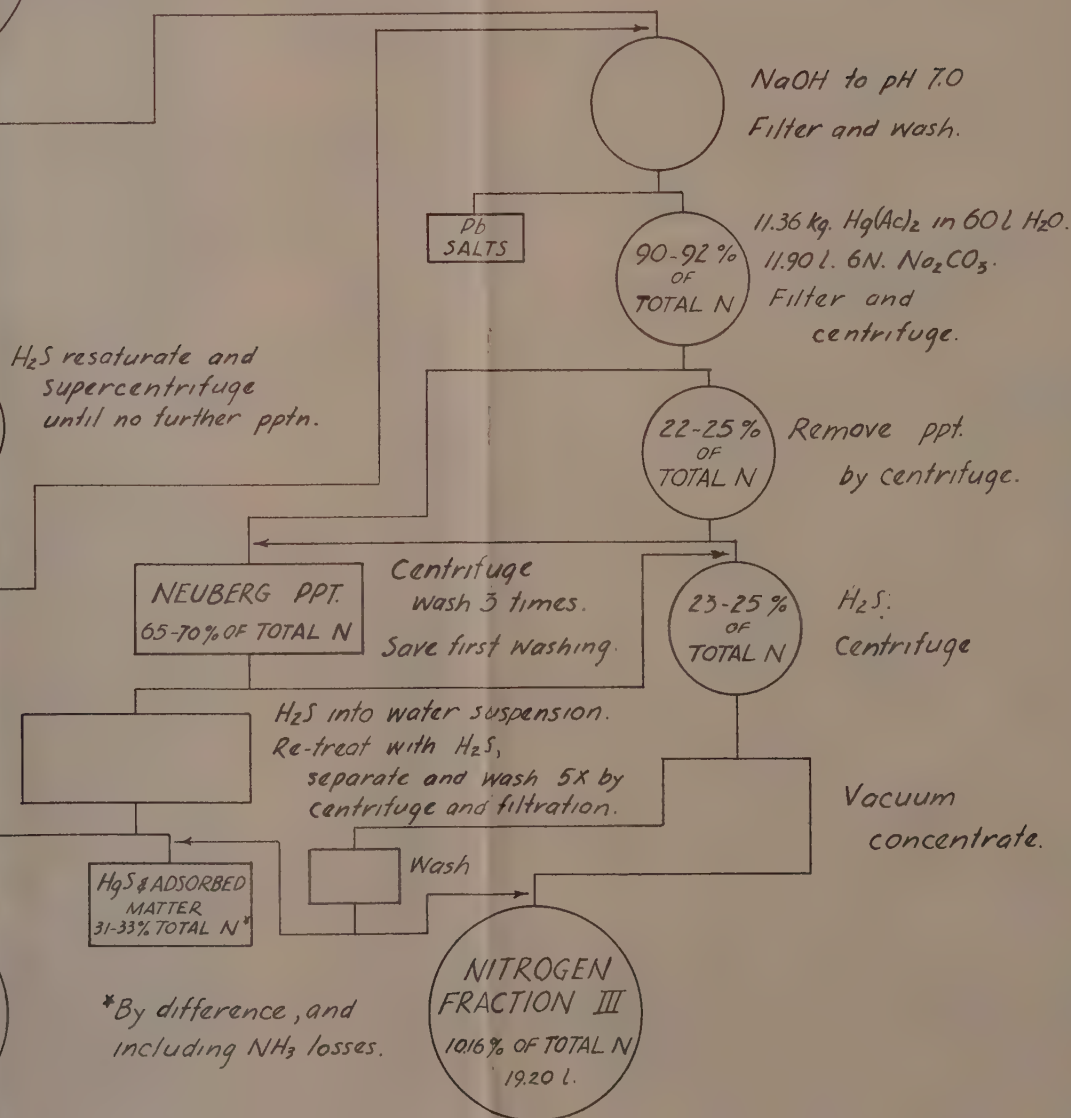 NaOH to pH 7.0
Filter and wash.
Pb
SALTS
90-92%
OF
TOTAL N
11.36 kg. Hg(Ac)2 in 60 l H2O.
11.90 l. 6N. Na2CO3.
Filter and
centrifuge.
H2S resaturate and
supercentrifuge
until no further pptn.
22-25%
OF
TOTAL N
Remove ppt.
by centrifuge.
NEUBERG PPT.
65-70% OF TOTAL N
Centrifuge
wash 3 times.
Save first washing.
23-25%
OF
TOTAL N
H2S.
Centrifuge
H2S into water suspension.
Re-treat with H2S,
separate and wash 5X by
centrifuge and filtration.
Vacuum
concentrate.
Wash
HgS & ADSORBED
MATTER
31-33% TOTAL N*
NITROGEN
FRACTION III
10.16% OF TOTAL N
19.20 l.
*By difference, and
including NH3 losses.